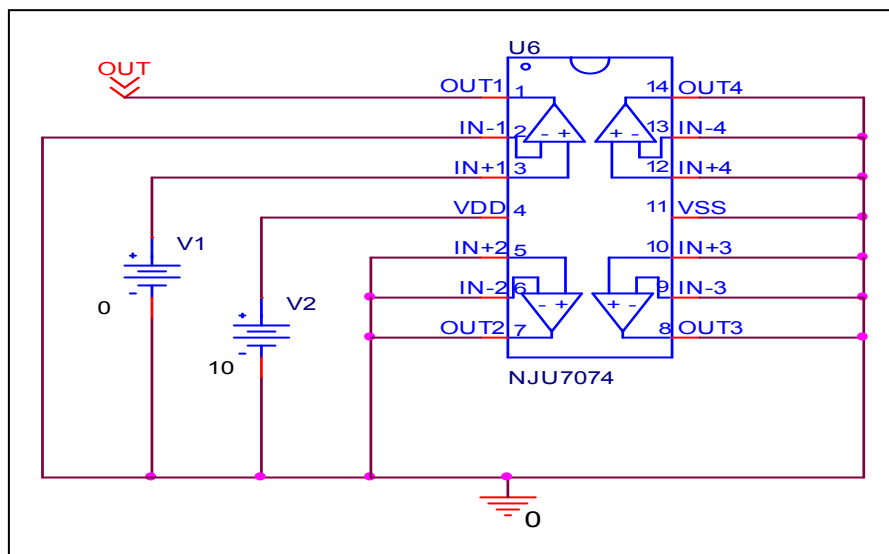 U6
OUT
OUT1 1 14 OUT4
IN-1 2 - + + - 13 IN-4
IN+1 3 12 IN+4
VDD 4 11 VSS
IN+2 5 10 IN+3
IN-2 6 - + + - 9 IN-3
OUT2 7 8 OUT3
NJU7074
+ V1
0 -
+ V2
10 -
0